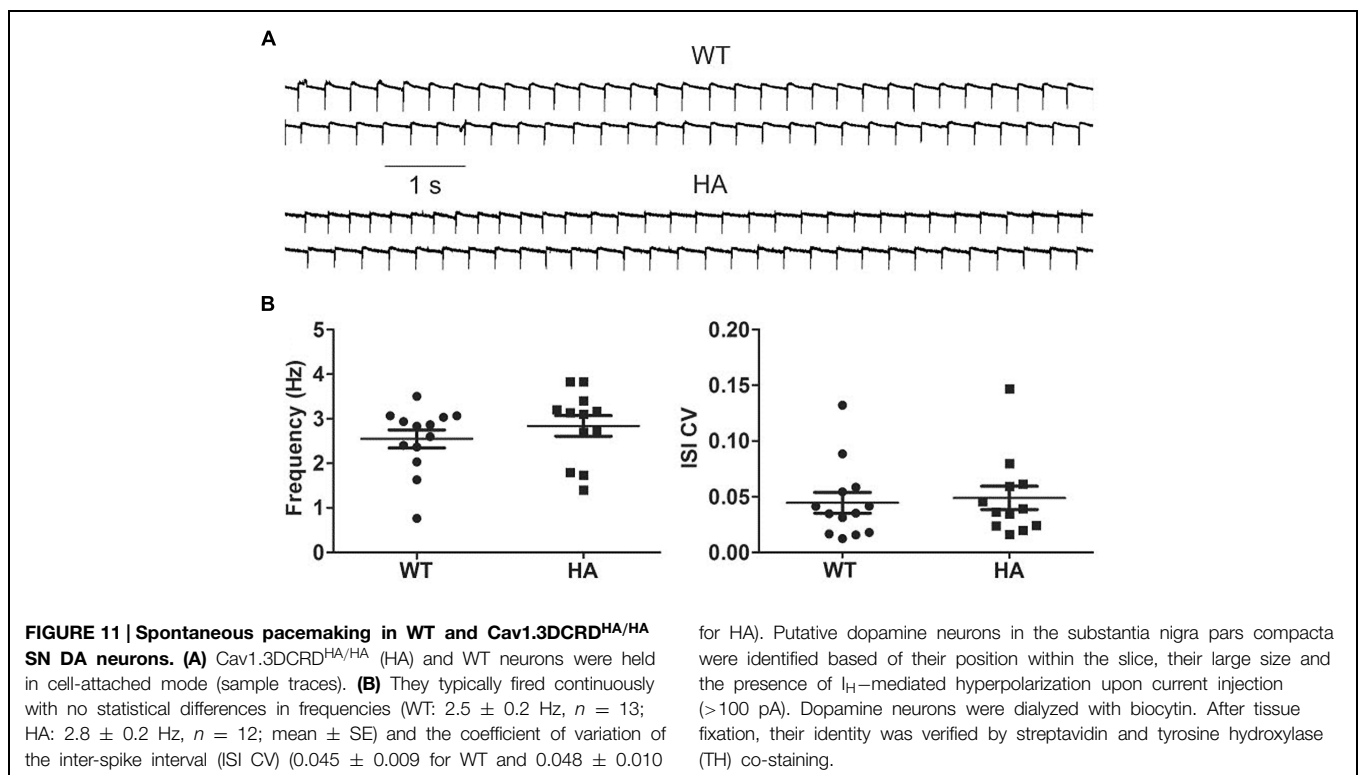 A
WT
1 s
HA
B
5
4
3
2
1
0
Frequency (Hz)
WT
HA
0.20
0.15
0.10
0.05
0.00
ISI CV
WT
HA
FIGURE 11 | Spontaneous pacemaking in WT and Cav1.3DCRDHA/HA
SN DA neurons. (A) Cav1.3DCRDHA/HA (HA) and WT neurons were held
in cell-attached mode (sample traces). (B) They typically fired continuously
with no statistical differences in frequencies (WT: 2.5 ± 0.2 Hz, n = 13;
HA: 2.8 ± 0.2 Hz, n = 12; mean ± SE) and the coefficient of variation of
the inter-spike interval (ISI CV) (0.045 ± 0.009 for WT and 0.048 ± 0.010
for HA). Putative dopamine neurons in the substantia nigra pars compacta
were identified based of their position within the slice, their large size and
the presence of IH−mediated hyperpolarization upon current injection
(>100 pA). Dopamine neurons were dialyzed with biocytin. After tissue
fixation, their identity was verified by streptavidin and tyrosine hydroxylase
(TH) co-staining.